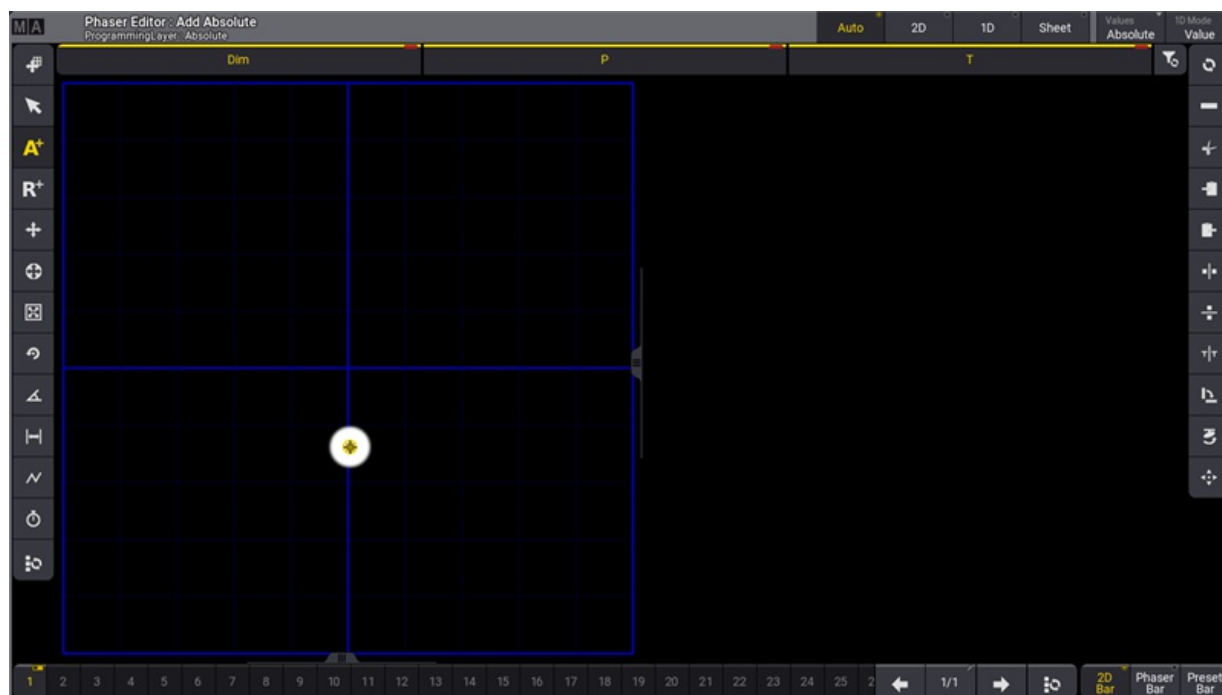 MA
Phaser Editor : Add Absolute
ProgrammingLayer: Absolute
Auto
2D
1D
Sheet
Values
Absolute
1D Mode
Value
Dim
P
T
A+
R+
1 2 3 4 5 6 7 8 9 10 11 12 13 14 15 16 17 18 19 20 21 22 23 24 25 2
1/1
2D
Bar
Phaser
Bar
Preset
Bar